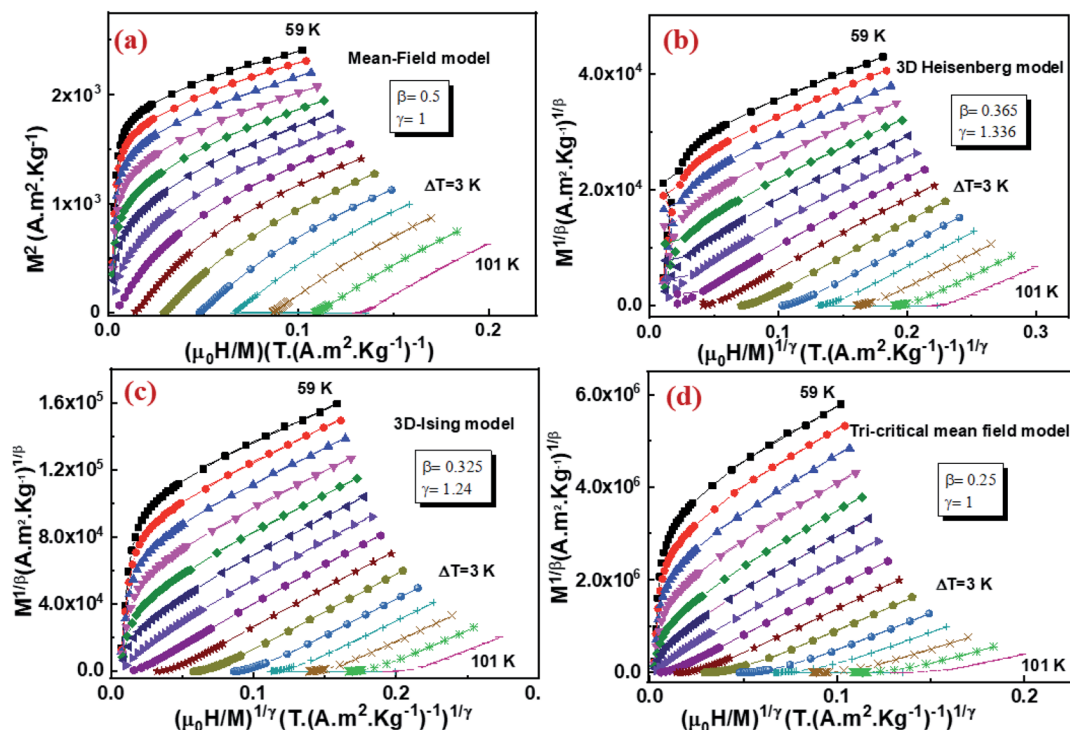 (a)
59 K
Mean-Field model
β= 0.5
γ= 1
ΔT=3 K
101 K
2x10³
1x10³
0
M² (A.m².Kg⁻¹)
0.0 0.1 0.2
(μ₀H/M)(T.(A.m².Kg⁻¹)⁻¹)
(b)
59 K
3D Heisenberg model
β= 0.365
γ= 1.336
ΔT=3 K
101 K
4.0x10⁴
2.0x10⁴
0.0
M^1/β(A.m².Kg⁻¹)^1/β
0.0 0.1 0.2 0.3
(μ₀H/M)^1/γ (T.(A.m².Kg⁻¹)⁻¹)^1/γ
(c)
59 K
3D-Ising model
β= 0.325
γ= 1.24
ΔT=3 K
101 K
1.6x10⁵
1.2x10⁵
8.0x10⁴
4.0x10⁴
0.0
M^1/β(A.m².Kg⁻¹)^1/β
0.0 0.1 0.2 0.
(μ₀H/M)^1/γ (T.(A.m².Kg⁻¹)⁻¹)^1/γ
(d)
59 K
Tri-critical mean field model
β= 0.25
γ= 1
ΔT=3 K
101 K
6.0x10⁶
4.0x10⁶
2.0x10⁶
0.0
M^1/β(A.m².Kg⁻¹)^1/β
0.0 0.1 0.2
(μ₀H/M)^1/γ (T.(A.m².Kg⁻¹)⁻¹)^1/γ